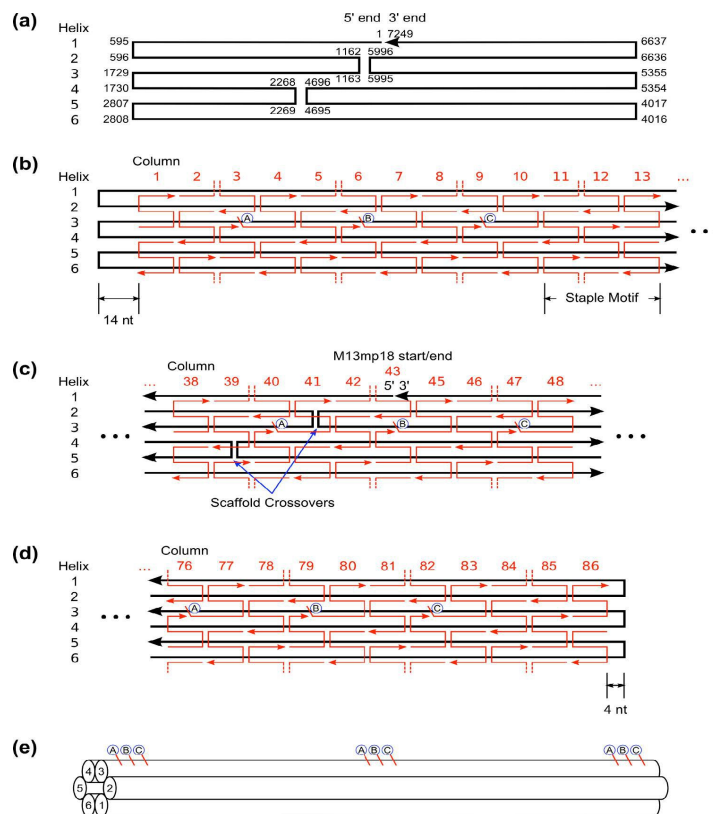 (a)
5' end 3' end
Helix
1 7249
1 595 6637
2 596 1162 5996 6636
3 1729 1163 5995 5355
4 1730 2268 4696 5354
5 2807 2269 4695 4017
6 2808 4016
(b)
Helix Column
1 2 3 4 5 6 7 8 9 10 11 12 13 ...
1
2
3 A B C
4
5
6
14 nt Staple Motif
(c)
M13mp18 start/end
Helix Column
... 38 39 40 41 42 43 45 46 47 48 ...
1 5' 3'
2
3 A B C
4
5
6
Scaffold Crossovers
(d)
Column
Helix ... 76 77 78 79 80 81 82 83 84 85 86
1
2
3 A B C
4
5
6
4 nt
(e)
A B C A B C A B C
4 3
5 2
6 1